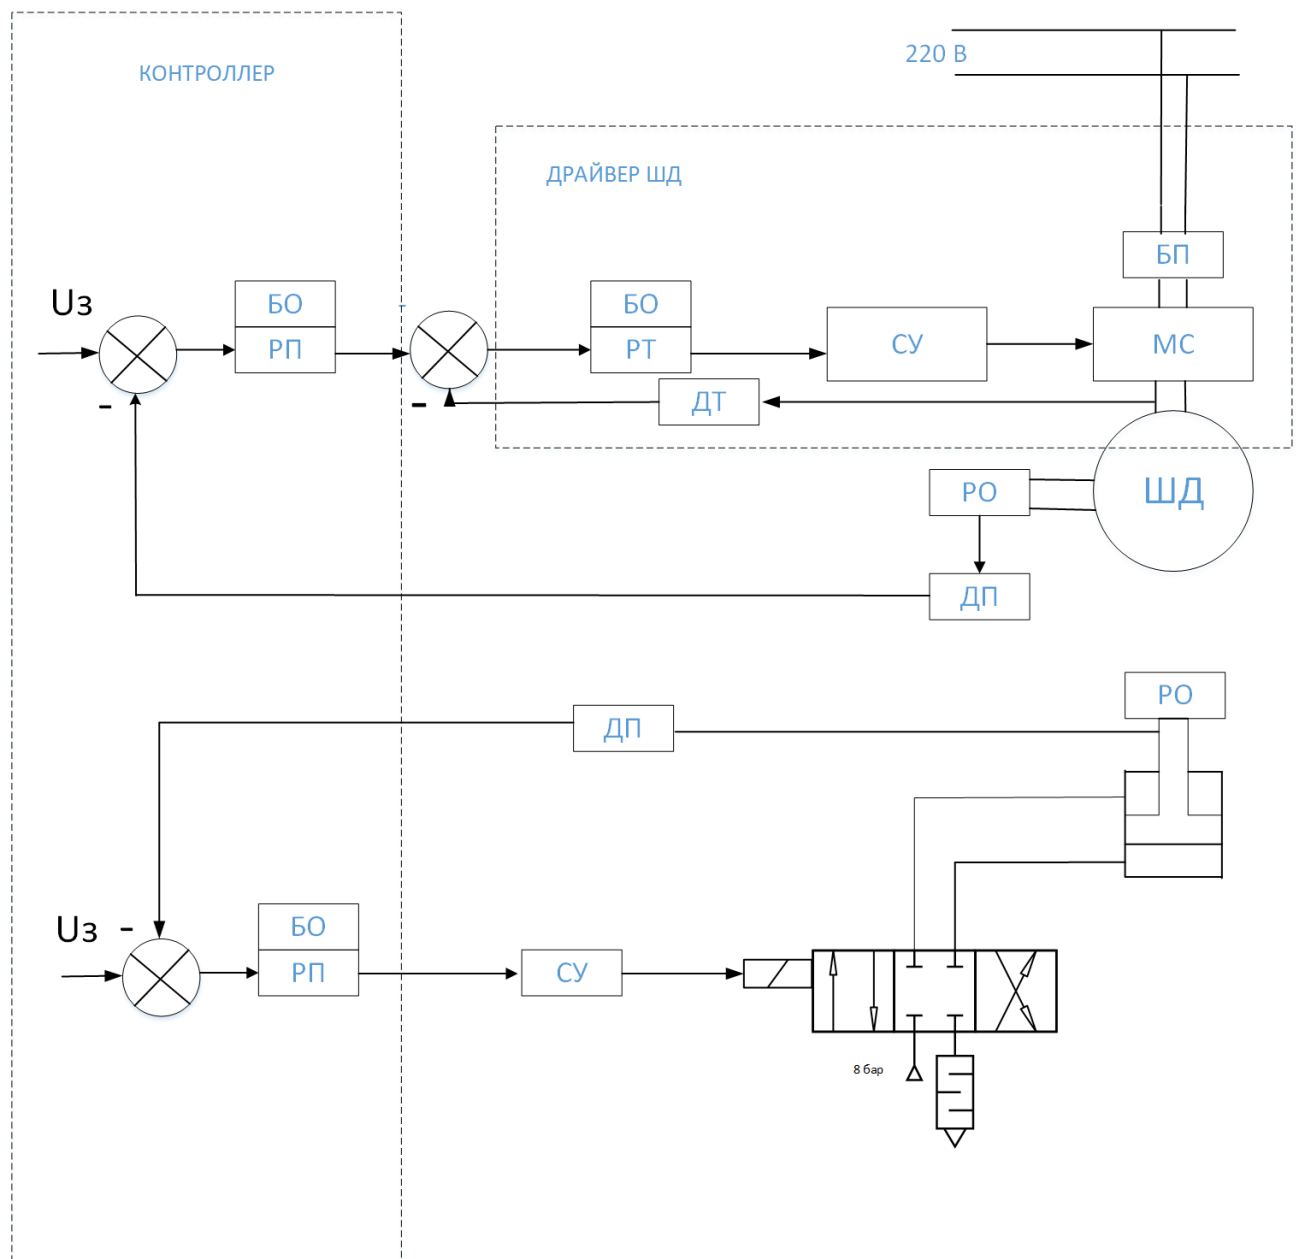 220 В
КОНТРОЛЛЕР
ДРАЙВЕР ШД
БП
Uз
БО
РП
-
БО
РТ
СУ
МС
-
-
ДТ
РО
ШД
ДП
РО
ДП
Uз
-
БО
РП
СУ
8 бар